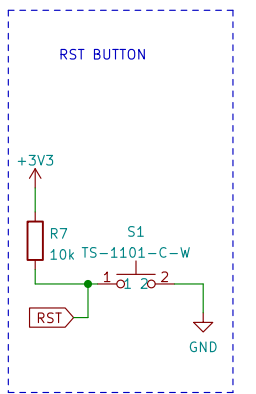 RST BUTTON
+3V3
S1
R7
TS-1101-C-W
10k
1 1 2 2
RST
GND